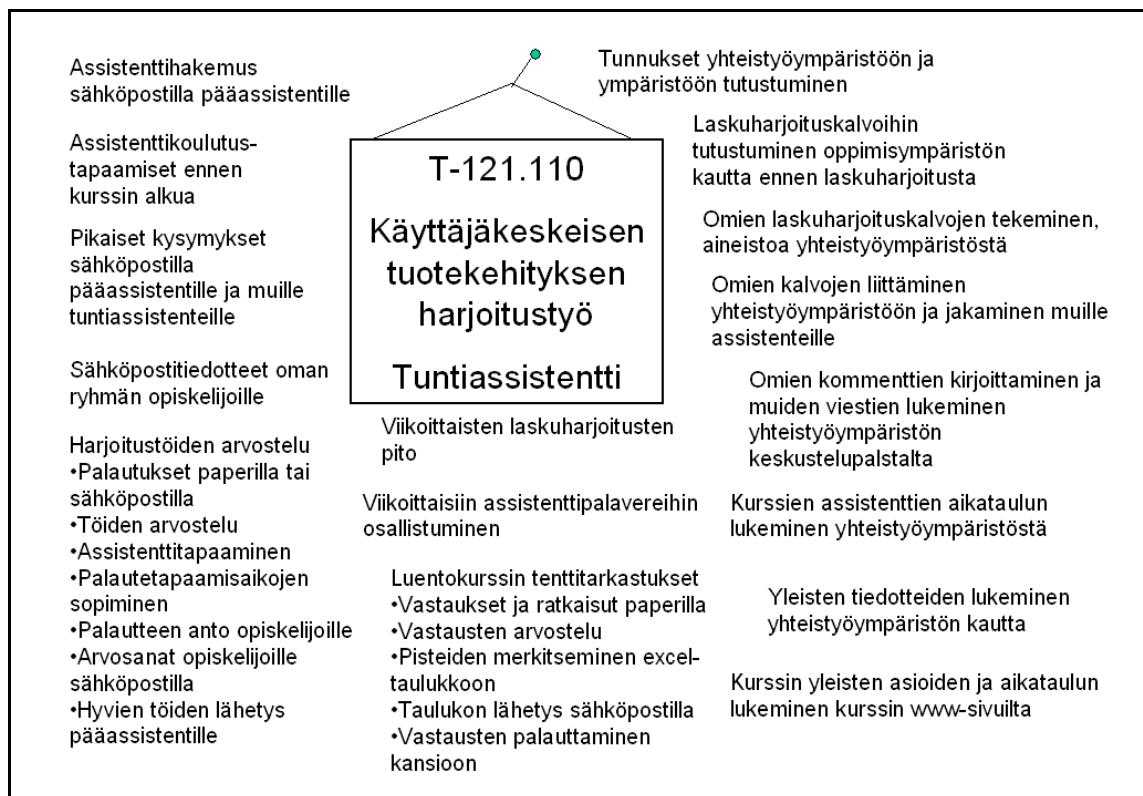 Assistenttihakemus
sähköpostilla pääassistentille
Assistenttikoulutus-
tapaamiset ennen
kurssin alkua
Pikaiset kysymykset
sähköpostilla
pääassistentille ja muille
tuntiassistenteille
Sähköpostitiedotteet oman
ryhmän opiskelijoille
Harjoitustöiden arvostelu
•Palautukset paperilla tai
sähköpostilla
•Töiden arvostelu
•Assistenttitapaaminen
•Palautetapaamisaikojen
sopiminen
•Palautteen anto opiskelijoille
•Arvosanat opiskelijoille
sähköpostilla
•Hyvien töiden lähetys
pääassistentille
T-121.110
Käyttäjäkeskeisen
tuotekehityksen
harjoitustyö
Tuntiassistentti
Viikoittaisten laskuharjoitusten
pito
Viikoittaisiin assistenttipalavereihin
osallistuminen
Luentokurssin tenttitarkastukset
•Vastaukset ja ratkaisut paperilla
•Vastausten arvostelu
•Pisteiden merkitseminen excel-
taulukkoon
•Taulukon lähetys sähköpostilla
•Vastausten palauttaminen
kansioon
Tunnukset yhteistyöympäristöön ja
ympäristöön tutustuminen
Laskuharjoituskalvoihin
tutustuminen oppimisympäristön
kautta ennen laskuharjoitusta
Omien laskuharjoituskalvojen tekeminen,
aineistoa yhteistyöympäristöstä
Omien kalvojen liittäminen
yhteistyöympäristöön ja jakaminen muille
assistenteille
Omien kommenttien kirjoittaminen ja
muiden viestien lukeminen
yhteistyöympäristön
keskustelupalstalta
Kurssien assistenttien aikataulun
lukeminen yhteistyöympäristöstä
Yleisten tiedotteiden lukeminen
yhteistyöympäristön kautta
Kurssin yleisten asioiden ja aikataulun
lukeminen kurssin www-sivuilta